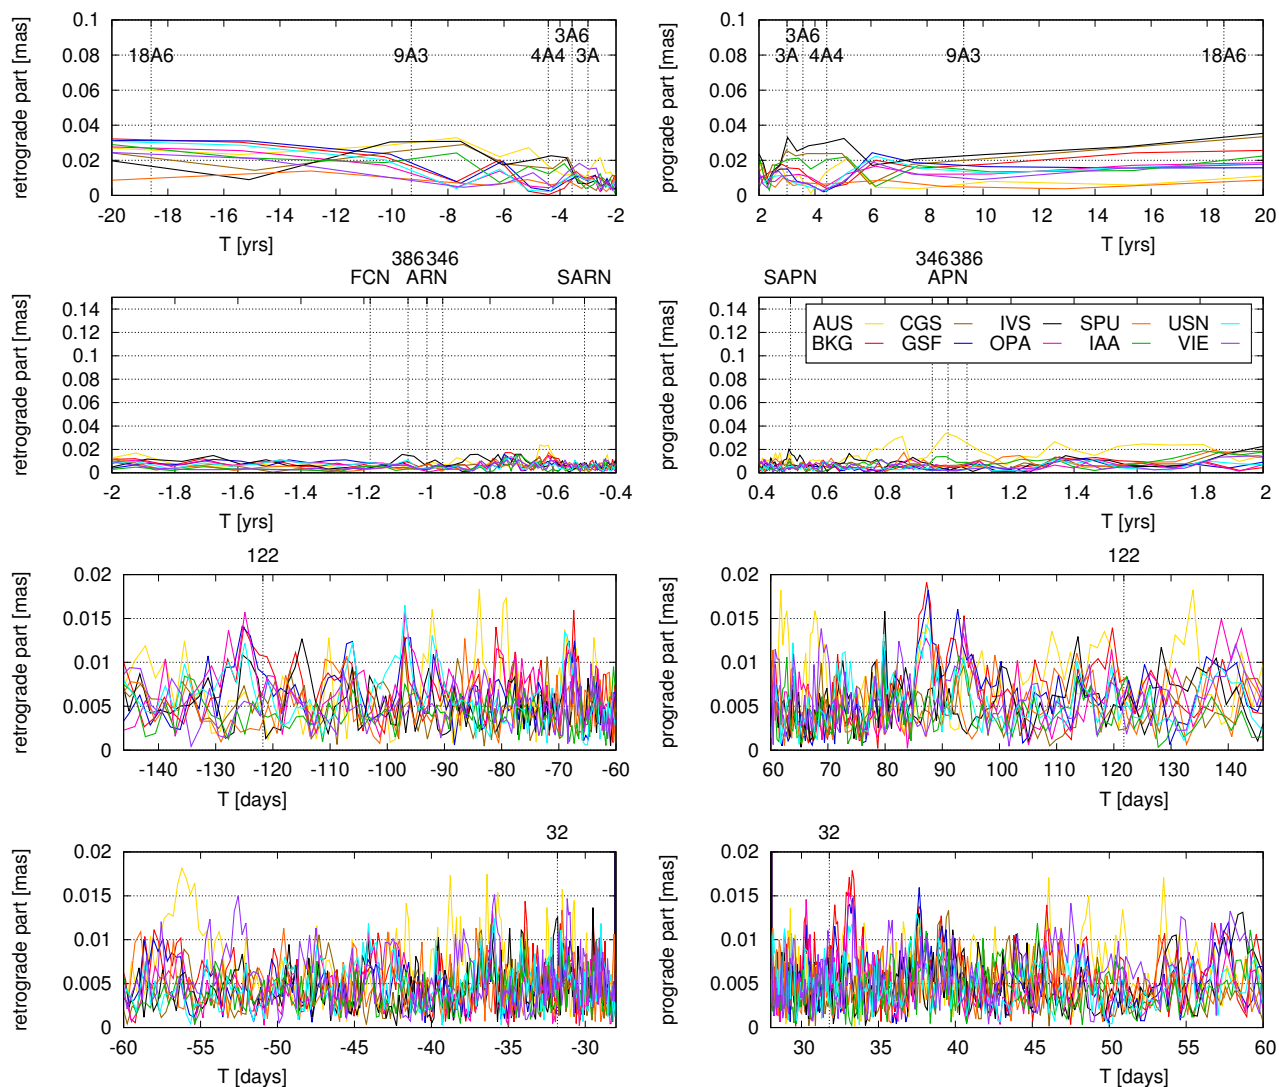 0.1
0.08
0.06
0.04
0.02
0
retrograde part [mas]
3A6
18A6 9A3 4A4 3A
-20 -18 -16 -14 -12 -10 -8 -6 -4 -2
T [yrs]
0.1
0.08
0.06
0.04
0.02
0
prograde part [mas]
3A6
3A 4A4 9A3 18A6
2 4 6 8 10 12 14 16 18 20
T [yrs]
386 346
FCN ARN SARN
0.14
0.12
0.1
0.08
0.06
0.04
0.02
0
retrograde part [mas]
-2 -1.8 -1.6 -1.4 -1.2 -1 -0.8 -0.6 -0.4
T [yrs]
346 386
SAPN APN
0.14
0.12
0.1
0.08
0.06
0.04
0.02
0
prograde part [mas]
AUS CGS IVS SPU USN
BKG GSF OPA IAA VIE
0.4 0.6 0.8 1 1.2 1.4 1.6 1.8 2
T [yrs]
122
0.02
0.015
0.01
0.005
0
retrograde part [mas]
-140 -130 -120 -110 -100 -90 -80 -70 -60
T [days]
122
0.02
0.015
0.01
0.005
0
prograde part [mas]
60 70 80 90 100 110 120 130 140
T [days]
32
0.02
0.015
0.01
0.005
0
retrograde part [mas]
-60 -55 -50 -45 -40 -35 -30
T [days]
32
0.02
0.015
0.01
0.005
0
prograde part [mas]
30 35 40 45 50 55 60
T [days]